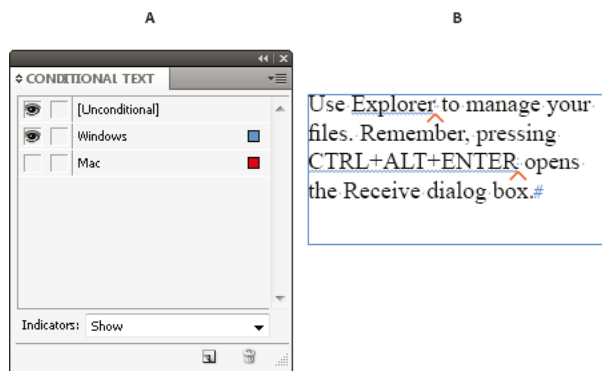 A
B
CONDITIONAL TEXT
[Unconditional]
Windows
Mac
Indicators: Show
Use Explorer to manage your
files. Remember, pressing
CTRL+ALT+ENTER opens
the Receive dialog box.#